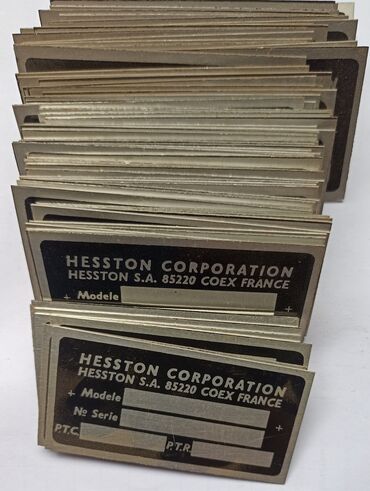 HESSTON CORPORATION
HESSTON S.A. 85220 COEX FRANCE
Modele
HESSTON CORPORATION
HESSTON S.A. 85220 COEX FRANCE
Modele
No Serie
P.T.C.
P.T.R.